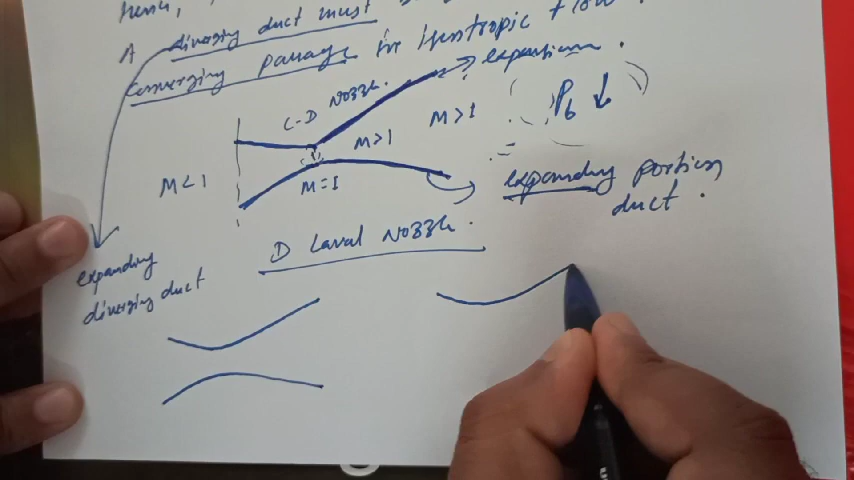 Hence,
A diverging duct must
converging passage for Isentropic flow.
expansion.
C-D Nozzle.
Pb ↓
M>1
M>1
M<1
M=1
expanding portion
duct.
D Laval Nozzle.
expanding
diverging duct